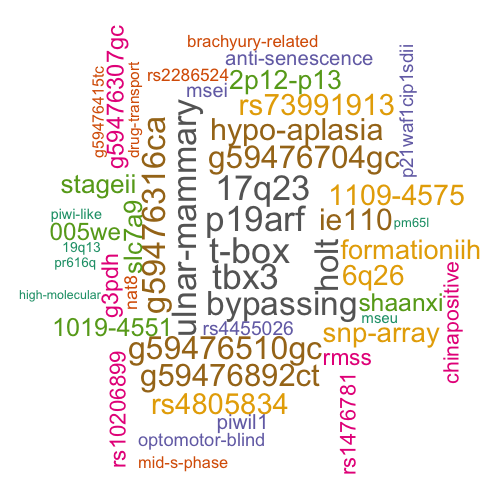 brachyury-related
anti-senescence
rs2286524
2p12-p13
msei
g59476415tc
g59476307gc
drug-transport
rs73991913
p21waf1cip1sdii
hypo-aplasia
g59476704gc
g59476316ca
ulnar-mammary
stageii
17q23
1109-4575
piwi-like
slc7a9
p19arf
ie110
pm65l
005we
19q13
t-box
holt
formationiih
pr616q
tbx3
6q26
high-molecular
g3pdh
nat8
bypassing
shaanxi
chinapositive
mseu
1019-4551
rs4455026
snp-array
g59476510gc
rmss
rs10206899
g59476892ct
rs1476781
rs4805834
piwil1
optomotor-blind
mid-s-phase